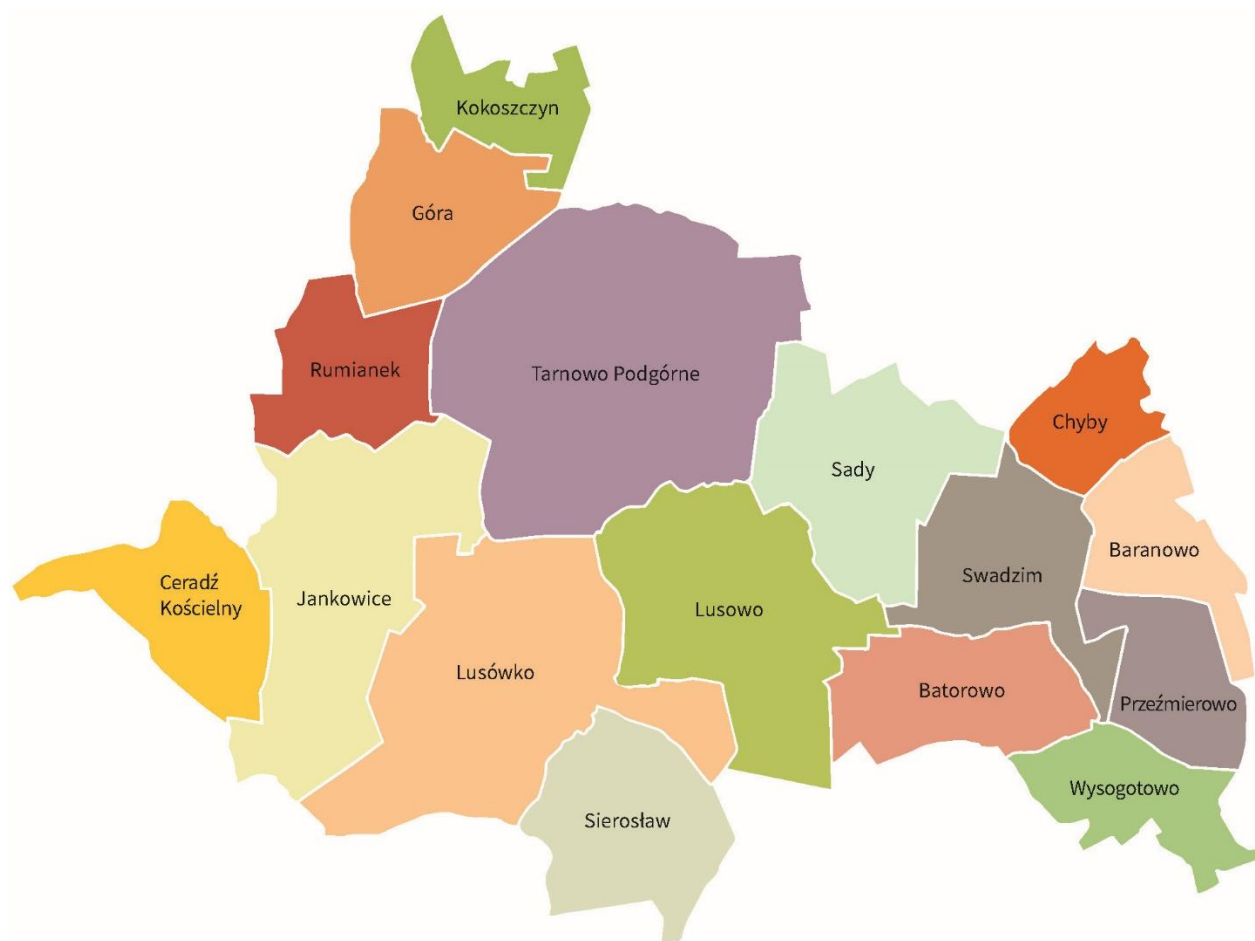 Kokoszczyn
Góra
Rumianek
Tarnowo Podgórne
Chyby
Sady
Baranowo
Swadzim
Ceradź
Kościelny
Jankowice
Lusowo
Lusówko
Batorowo
Przeźmierowo
Wysogotowo
Sierosław